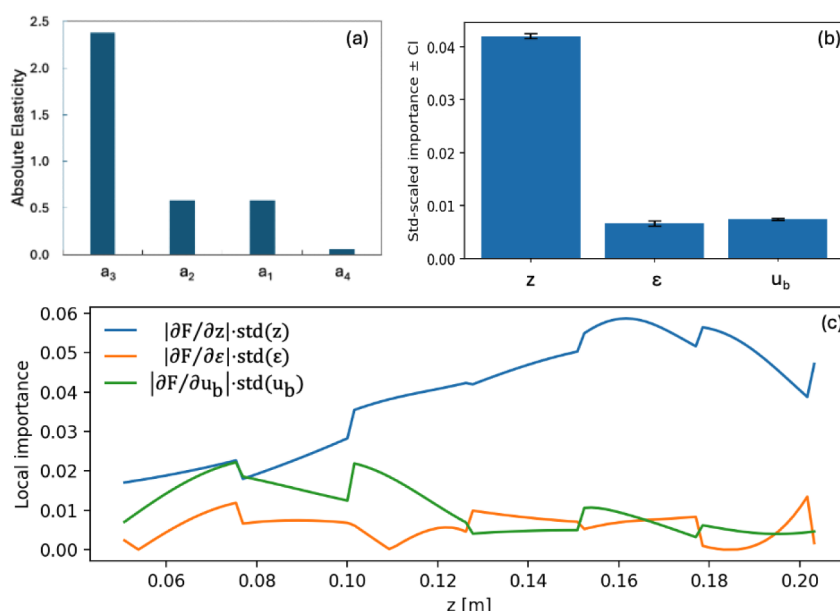 (a)
Absolute Elasticity
2.5
2.0
1.5
1.0
0.5
0.0
a₃ a₂ a₁ a₄
(b)
Std-scaled importance ± CI
0.04
0.03
0.02
0.01
0.00
z ε u_b
(c)
Local importance
0.06
0.05
0.04
0.03
0.02
0.01
0.00
|∂F/∂z|·std(z)
|∂F/∂ε|·std(ε)
|∂F/∂u_b|·std(u_b)
0.06 0.08 0.10 0.12 0.14 0.16 0.18 0.20
z [m]